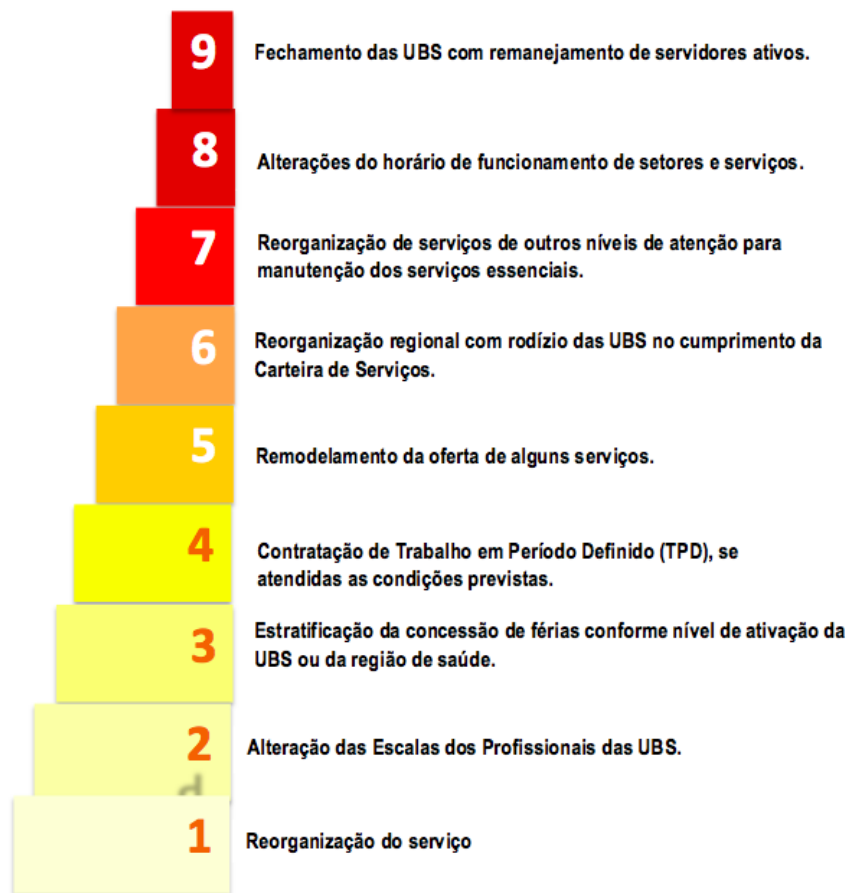 9
Fechamento das UBS com remanejamento de servidores ativos.
8
Alterações do horário de funcionamento de setores e serviços.
7
Reorganização de serviços de outros níveis de atenção para
manutenção dos serviços essenciais.
6
Reorganização regional com rodízio das UBS no cumprimento da
Carteira de Serviços.
5
Remodelamento da oferta de alguns serviços.
4
Contratação de Trabalho em Período Definido (TPD), se
atendidas as condições previstas.
3
Estratificação da concessão de férias conforme nível de ativação da
UBS ou da região de saúde.
2
Alteração das Escalas dos Profissionais das UBS.
1
Reorganização do serviço